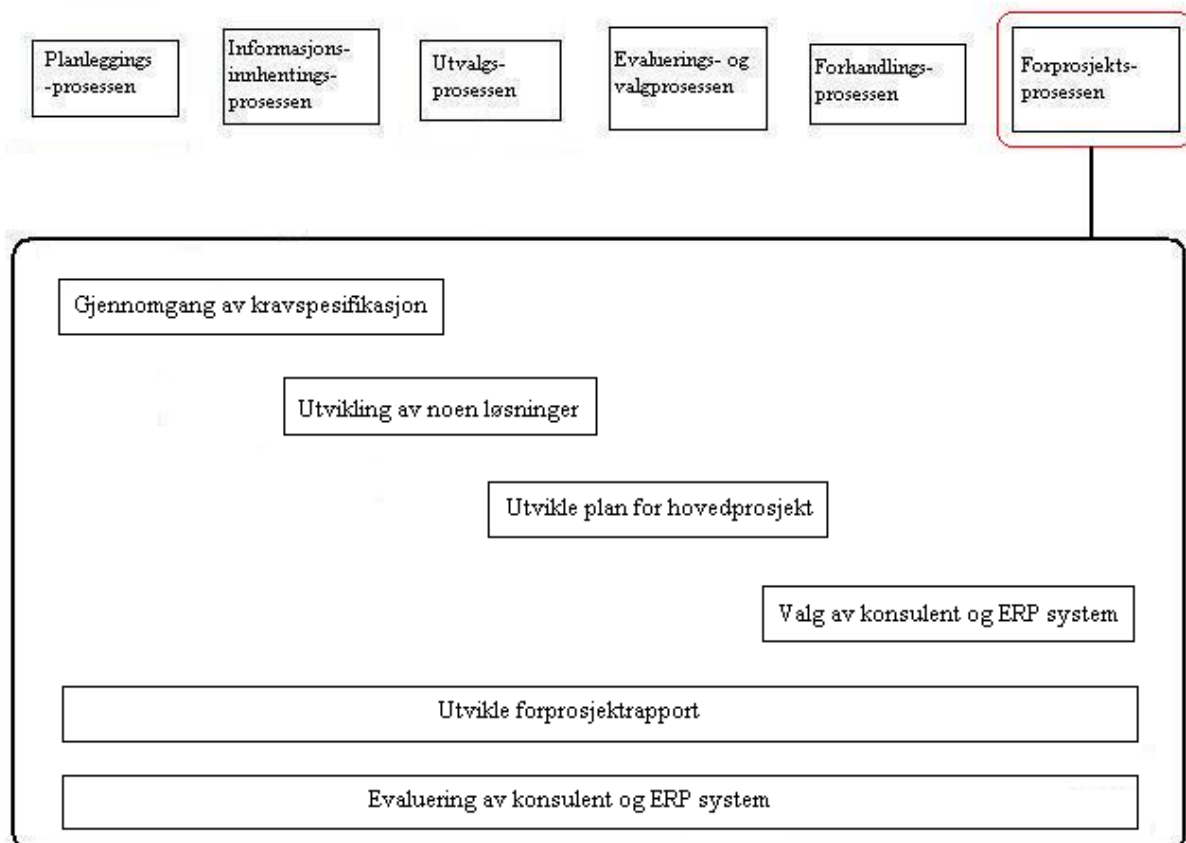 Planleggings
-prosessen
Informasjons-
innhentings-
prosessen
Utvalgs-
prosessen
Evaluerings- og
valgprosessen
Forhandlings-
prosessen
Forprosjekts-
prosessen
Gjennomgang av kravspesifikasjon
Utvikling av noen løsninger
Utvikle plan for hovedprosjekt
Valg av konsulent og ERP system
Utvikle forprosjektrapport
Evaluering av konsulent og ERP system